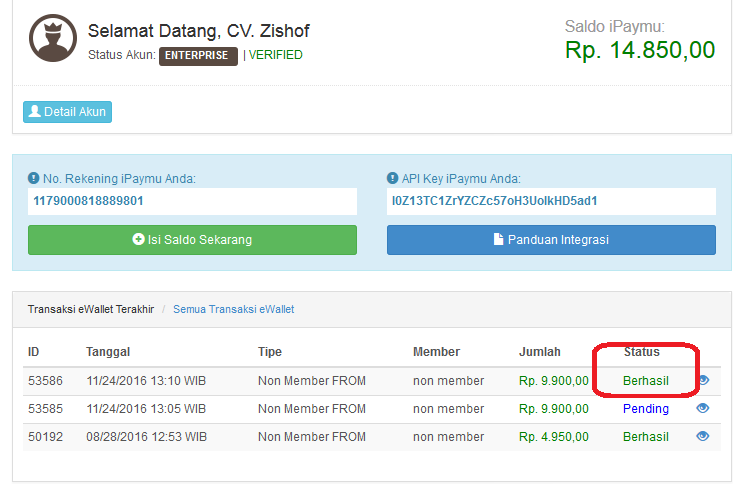 Selamat Datang, CV. Zishof
Status Akun: ENTERPRISE | VERIFIED
Saldo iPaymu:
Rp. 14.850,00
Detail Akun
No. Rekening iPaymu Anda:
1179000818889801
Isi Saldo Sekarang
API Key iPaymu Anda:
l0Z13TC1ZrYZCZc57oH3UolkHD5ad1
Panduan Integrasi
Transaksi eWallet Terakhir / Semua Transaksi eWallet
ID Tanggal Tipe Member Jumlah Status
53586 11/24/2016 13:10 WIB Non Member FROM non member Rp. 9.900,00 Berhasil
53585 11/24/2016 13:05 WIB Non Member FROM non member Rp. 9.900,00 Pending
50192 08/28/2016 12:53 WIB Non Member FROM non member Rp. 4.950,00 Berhasil